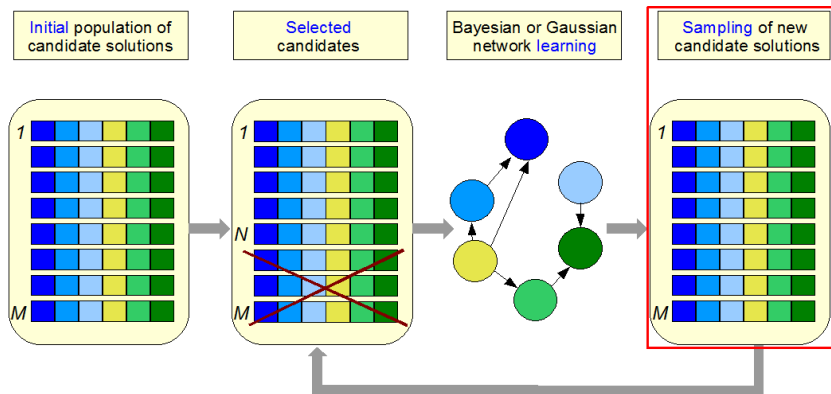 Initial population of
candidate solutions
Selected
candidates
Bayesian or Gaussian
network learning
Sampling of new
candidate solutions
1
M
1
N
M
1
M